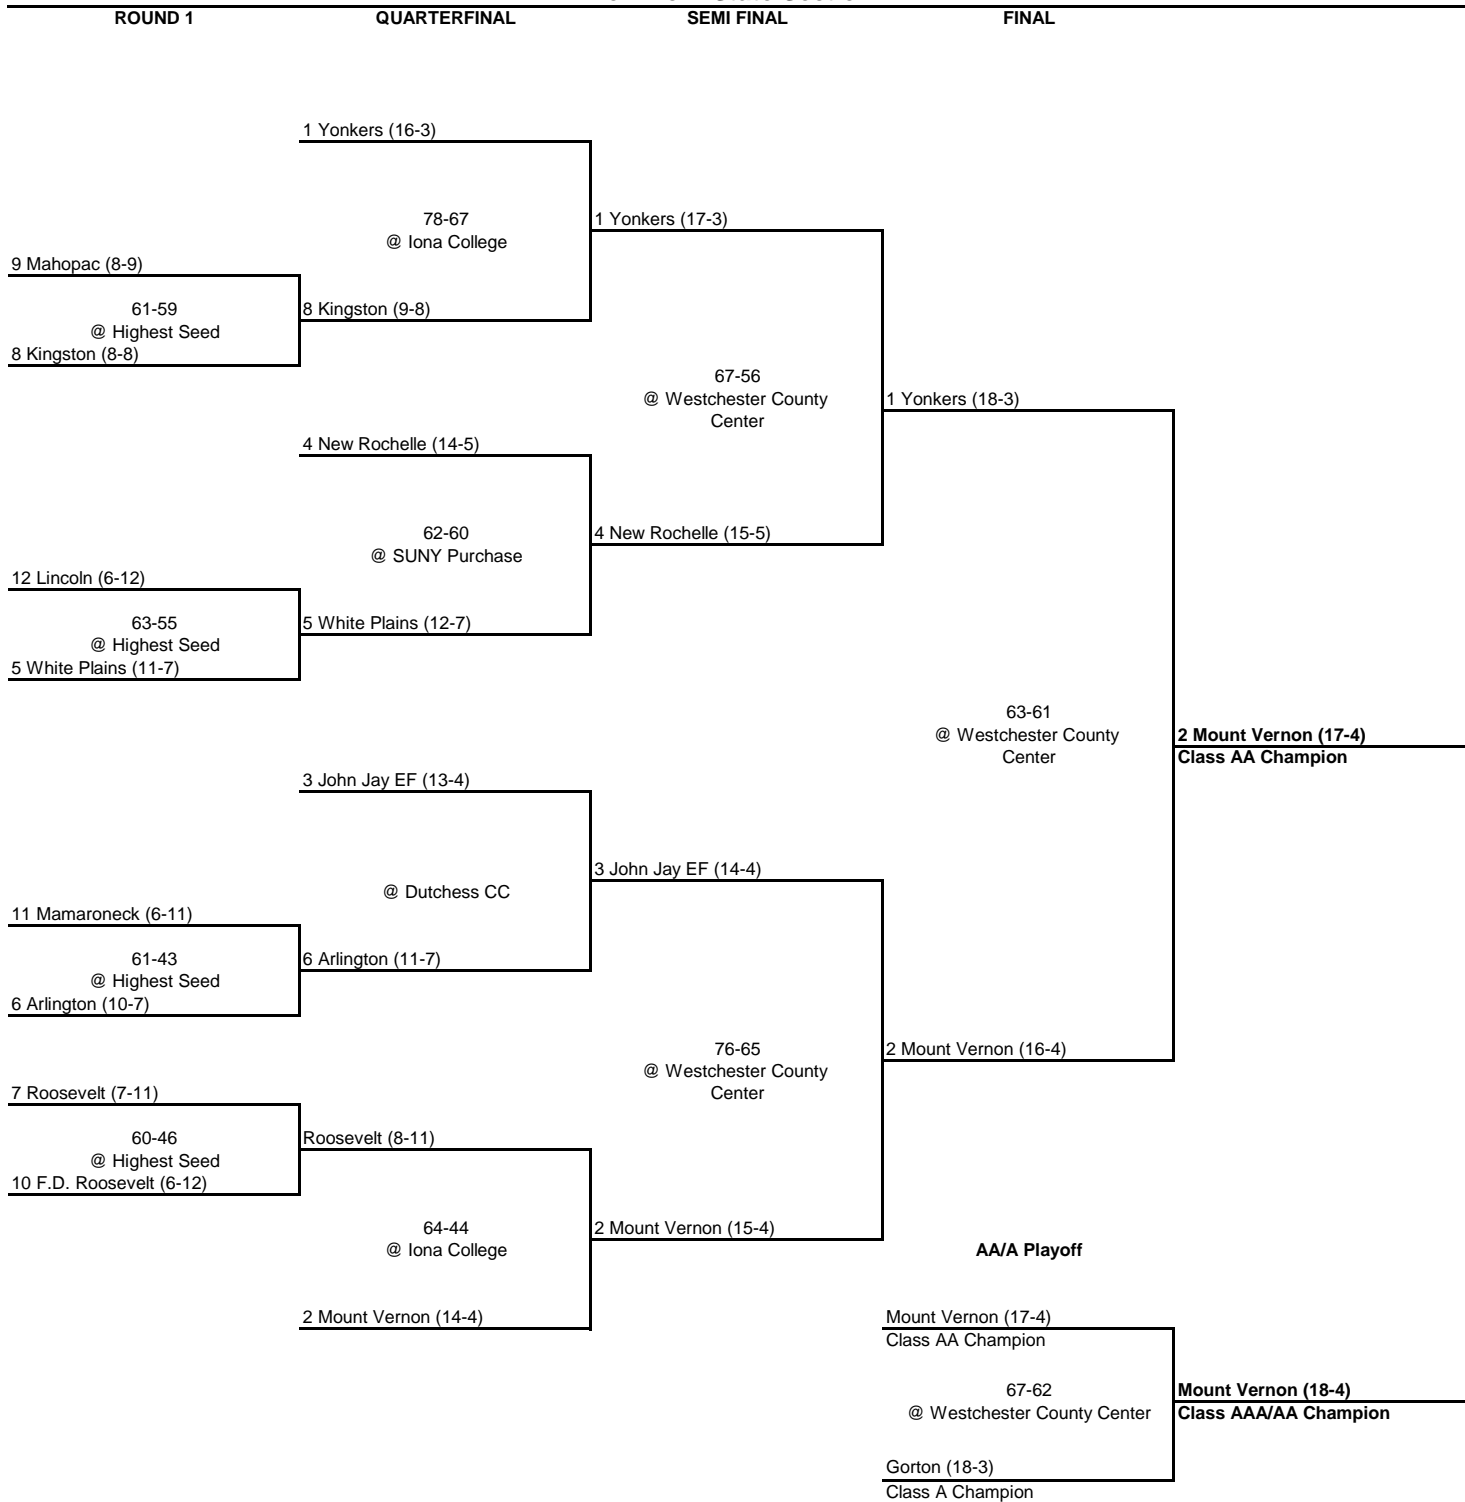 ROUND 1 QUARTERFINAL SEMI FINAL FINAL
1 Yonkers (16-3)
78-67
@ Iona College
1 Yonkers (17-3)
9 Mahopac (8-9)
61-59
@ Highest Seed
8 Kingston (9-8)
8 Kingston (8-8)
67-56
@ Westchester County
Center
1 Yonkers (18-3)
4 New Rochelle (14-5)
62-60
@ SUNY Purchase
4 New Rochelle (15-5)
12 Lincoln (6-12)
63-55
@ Highest Seed
5 White Plains (12-7)
5 White Plains (11-7)
63-61
@ Westchester County
Center
2 Mount Vernon (17-4)
Class AA Champion
3 John Jay EF (13-4)
@ Dutchess CC
3 John Jay EF (14-4)
11 Mamaroneck (6-11)
61-43
@ Highest Seed
6 Arlington (11-7)
6 Arlington (10-7)
76-65
@ Westchester County
Center
2 Mount Vernon (16-4)
7 Roosevelt (7-11)
60-46
@ Highest Seed
Roosevelt (8-11)
10 F.D. Roosevelt (6-12)
64-44
@ Iona College
2 Mount Vernon (15-4)
2 Mount Vernon (14-4)
AA/A Playoff
Mount Vernon (17-4)
Class AA Champion
67-62
@ Westchester County Center
Mount Vernon (18-4)
Class AAA/AA Champion
Gorton (18-3)
Class A Champion